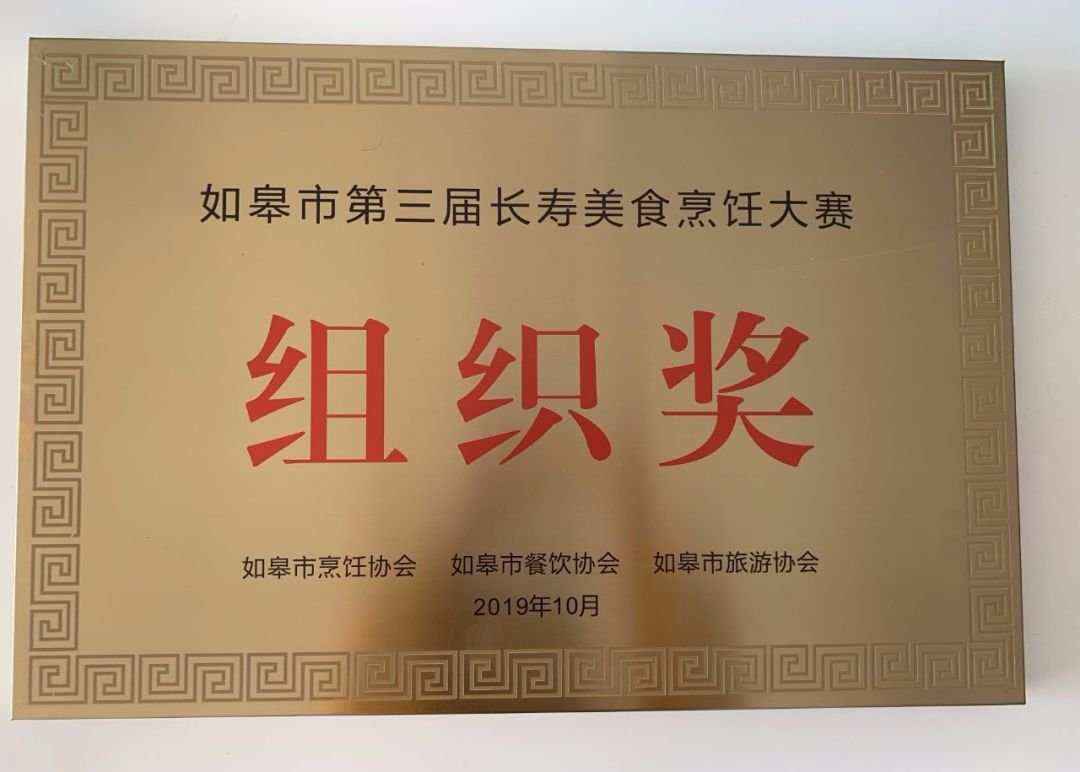 如皋市第三届长寿美食烹饪大赛
组织奖
如皋市烹饪协会 如皋市餐饮协会 如皋市旅游协会
2019年10月